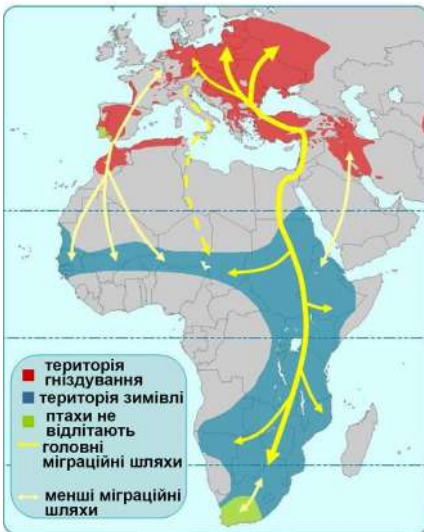 територія
гніздування
територія зимівлі
птахи не
відлітають
головні
міграційні шляхи
менші міграційні
шляхи